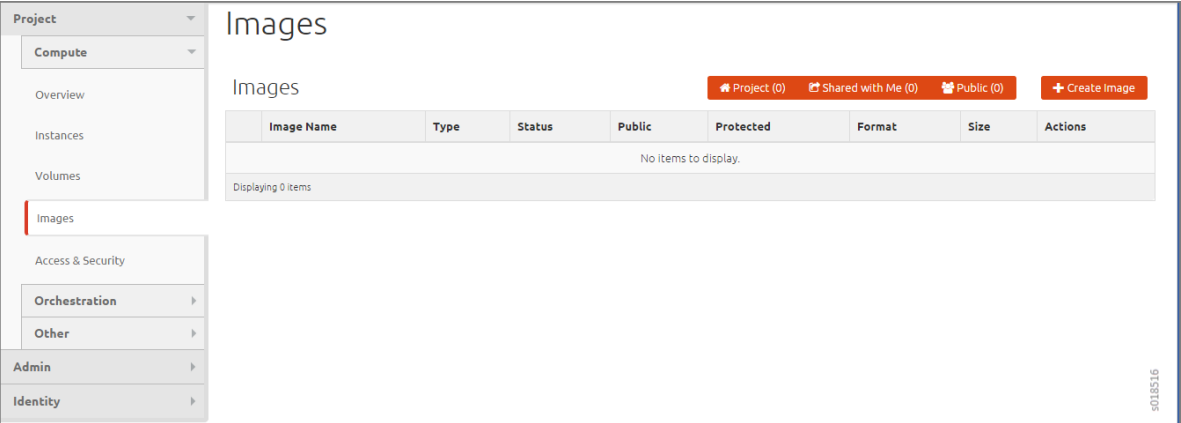 Project
Compute
Overview
Instances
Volumes
Images
Access & Security
Orchestration
Other
Admin
Identity
Images
Images
Project (0) Shared with Me (0) Public (0) Create Image
Image Name Type Status Public Protected Format Size Actions
No items to display.
Displaying 0 items
s018516